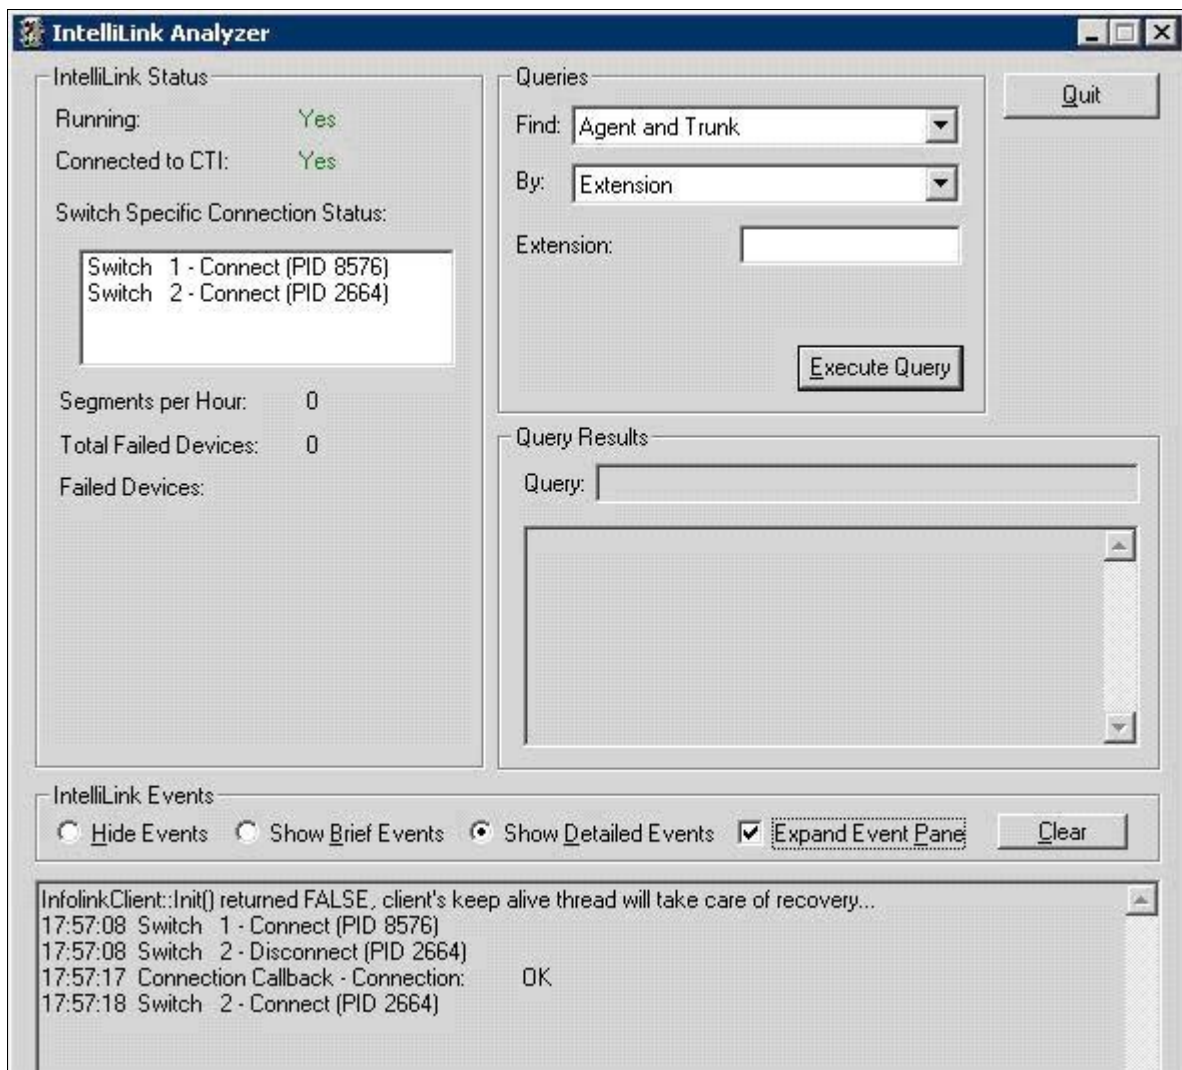 IntelliLink Analyzer
IntelliLink Status
Running: Yes
Connected to CTI: Yes
Switch Specific Connection Status:
Switch 1 - Connect (PID 8576)
Switch 2 - Connect (PID 2664)
Segments per Hour: 0
Total Failed Devices: 0
Failed Devices:
Queries
Find: Agent and Trunk
By: Extension
Extension:
Execute Query
Quit
Query Results
Query:
IntelliLink Events
Hide Events Show Brief Events Show Detailed Events Expand Event Pane Clear
InfolinkClient::Init() returned FALSE, client's keep alive thread will take care of recovery...
17:57:08 Switch 1 - Connect (PID 8576)
17:57:08 Switch 2 - Disconnect (PID 2664)
17:57:17 Connection Callback - Connection: OK
17:57:18 Switch 2 - Connect (PID 2664)